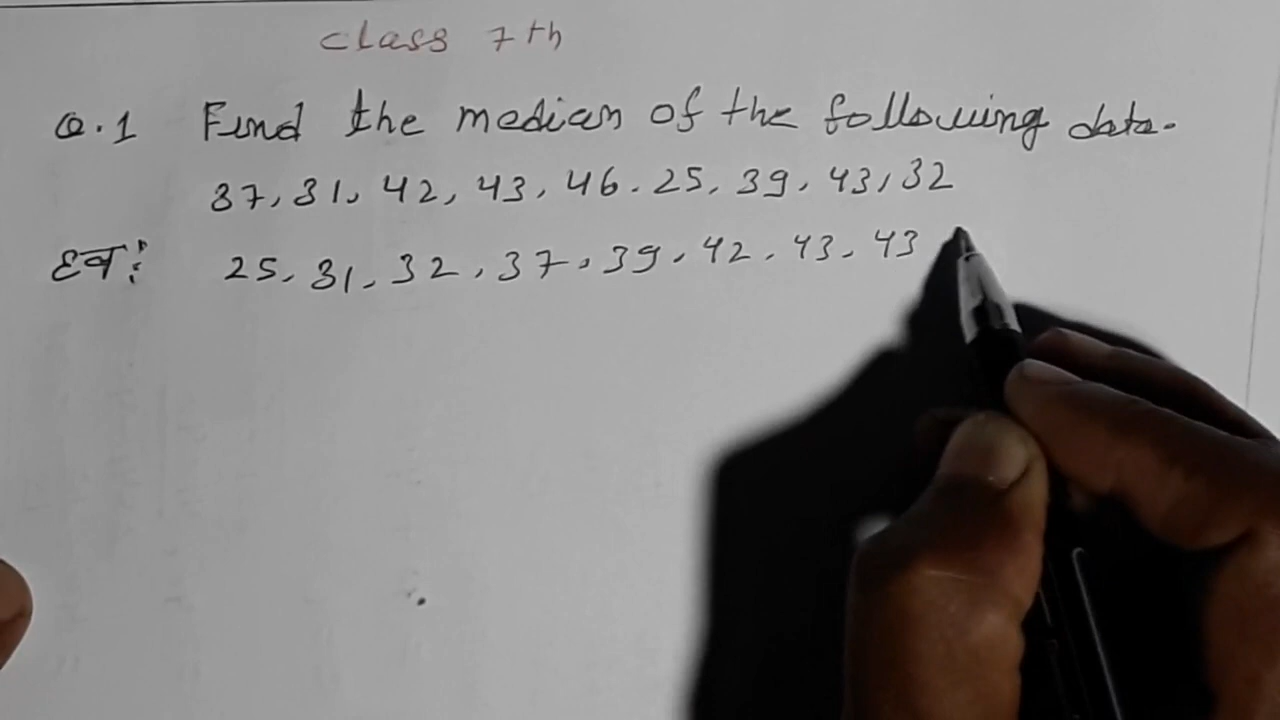 class 7th
Q.1 Find the median of the following data.
37, 31, 42, 43, 46. 25, 39, 43, 32
हल: 25, 31, 32, 37, 39, 42, 43, 43